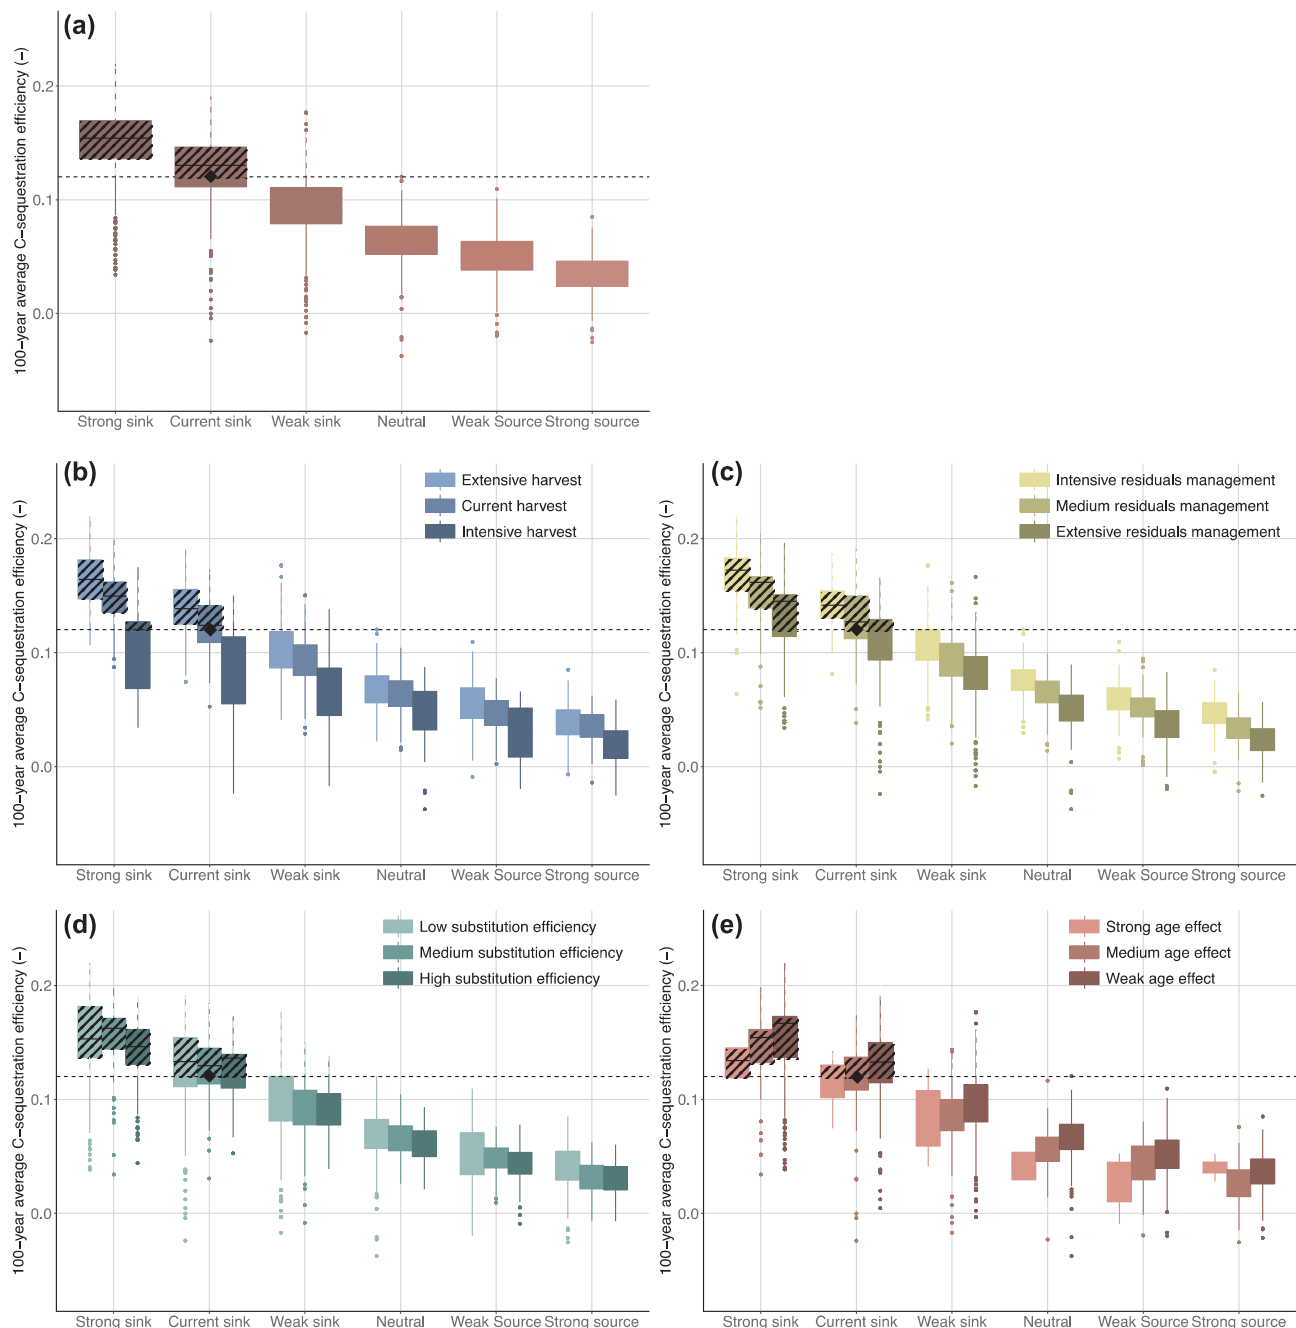 (a)
100−year average C−sequestration efficiency (−)
0.2
0.1
0.0
Strong sink Current sink Weak sink Neutral Weak Source Strong source
(b)
Extensive harvest
Current harvest
Intensive harvest
100−year average C−sequestration efficiency (−)
0.2
0.1
0.0
Strong sink Current sink Weak sink Neutral Weak Source Strong source
(c)
Intensive residuals management
Medium residuals management
Extensive residuals management
100−year average C−sequestration efficiency (−)
0.2
0.1
0.0
Strong sink Current sink Weak sink Neutral Weak Source Strong source
(d)
Low substitution efficiency
Medium substitution efficiency
High substitution efficiency
100−year average C−sequestration efficiency (−)
0.2
0.1
0.0
Strong sink Current sink Weak sink Neutral Weak Source Strong source
(e)
Strong age effect
Medium age effect
Weak age effect
100−year average C−sequestration efficiency (−)
0.2
0.1
0.0
Strong sink Current sink Weak sink Neutral Weak Source Strong source